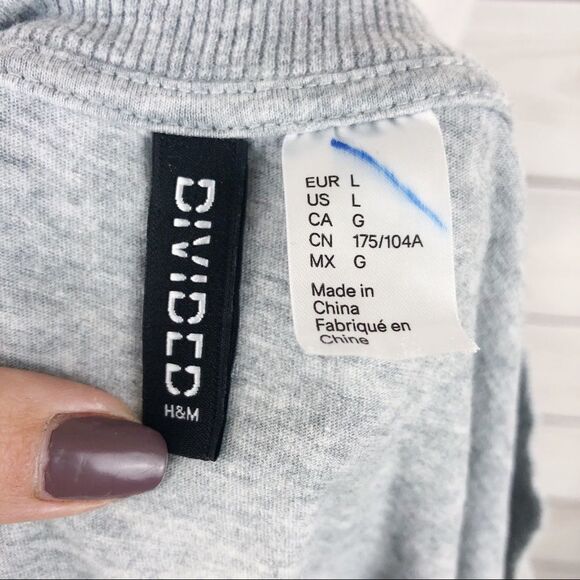 DIVIDED
H&M
EUR L
US L
CA G
CN 175/104A
MX G
Made in
China
Fabriqué en
Chine